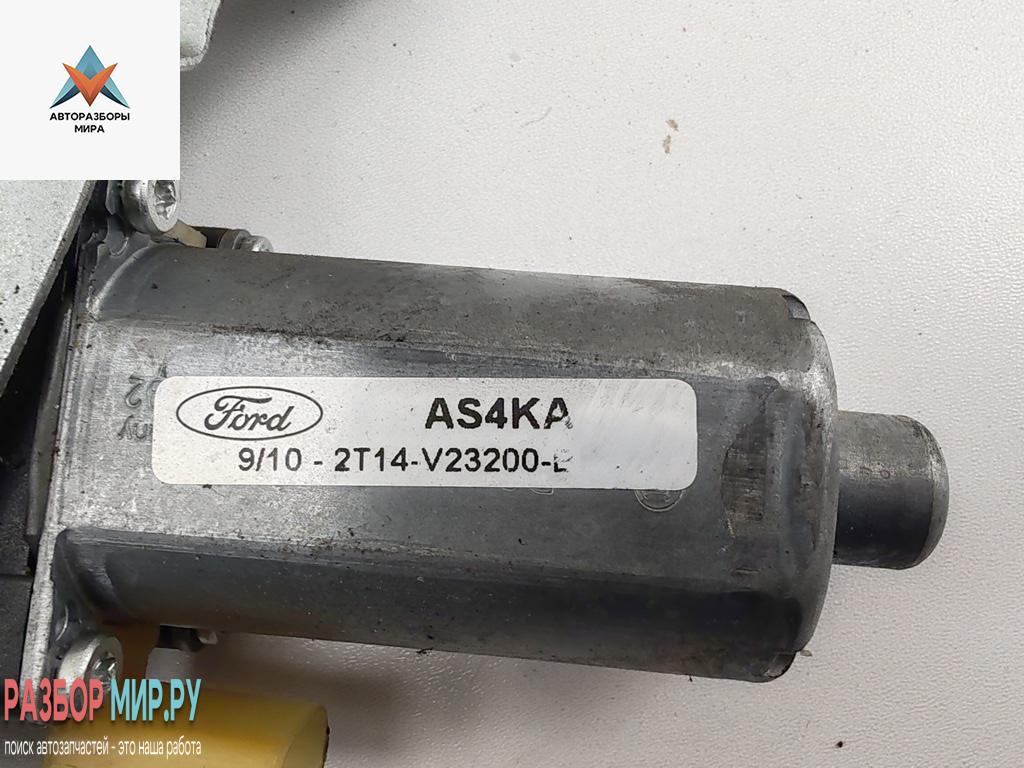 АВТОРАЗБОРЫ
МИРА
Ford
AS4KA
9/10 - 2T14-V23200-
РАЗБОР МИР.РУ
поиск автозапчастей - это наша работа